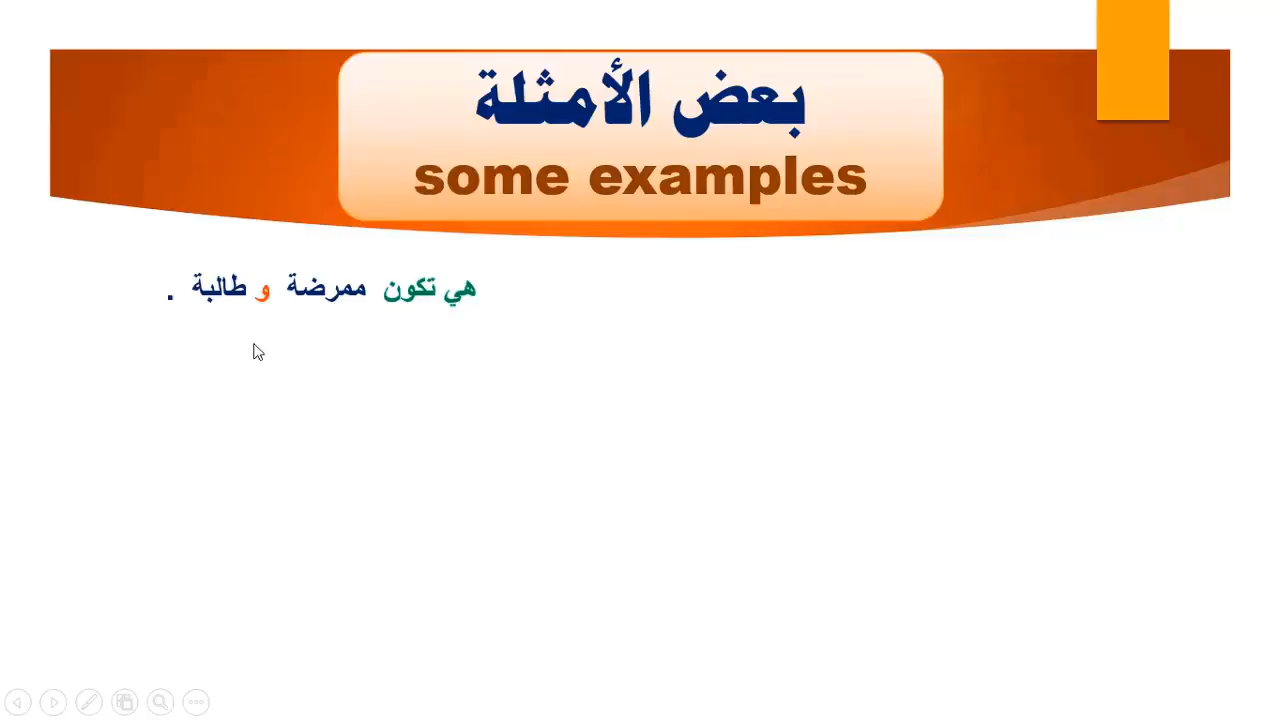 بعض الأمثلة
some examples
هي تكون ممرضة و طالبة .